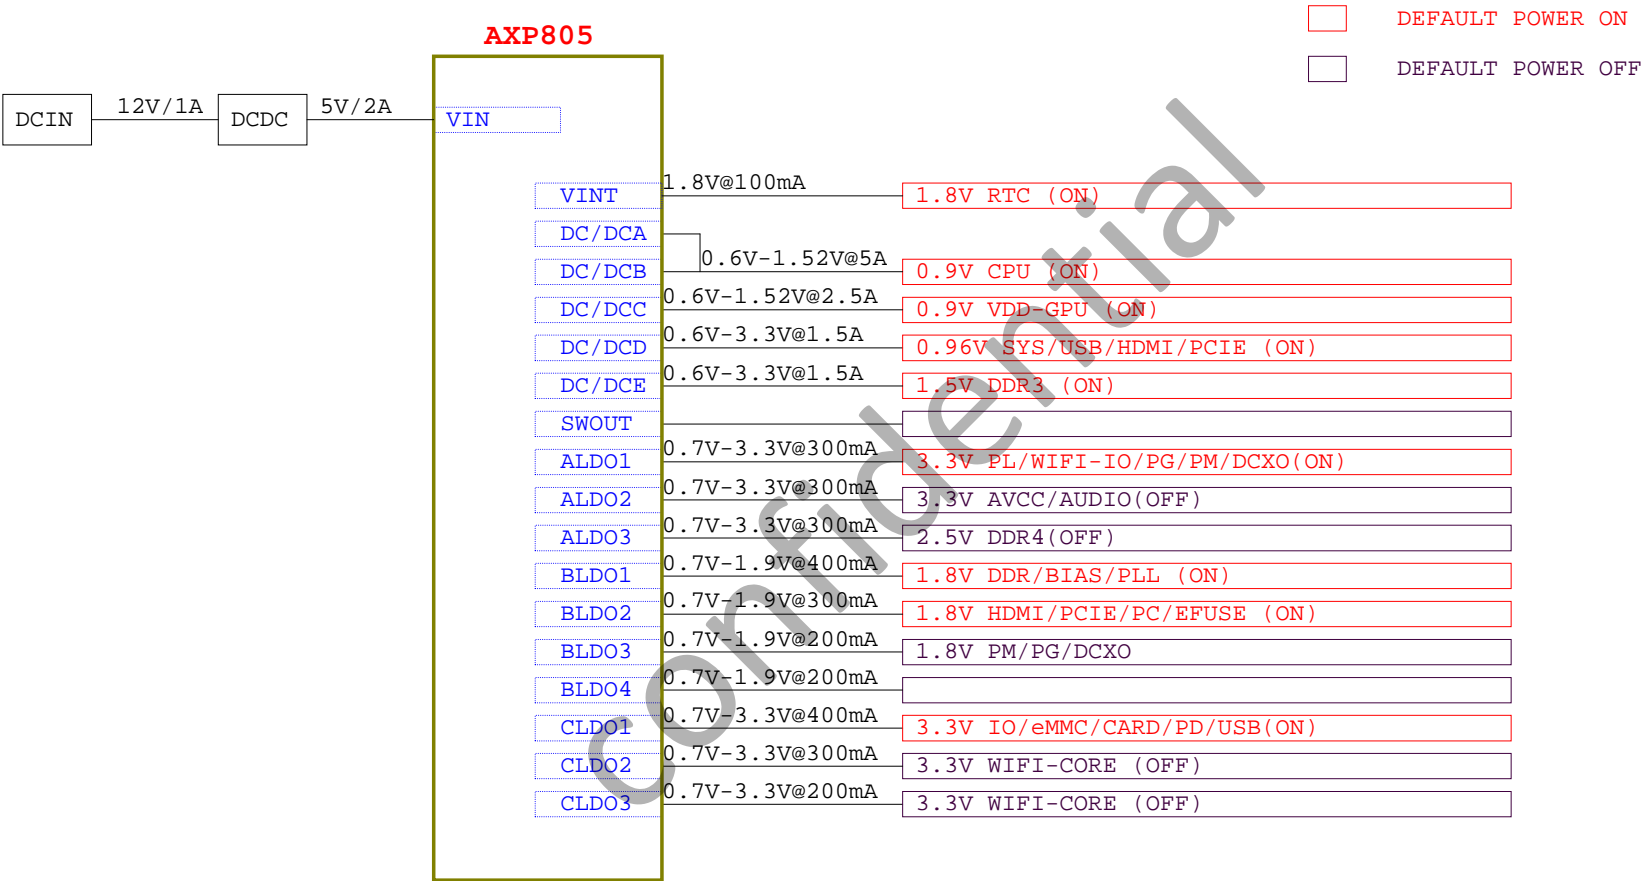 DEFAULT POWER ON
AXP805
DEFAULT POWER OFF
DCIN 12V/1A DCDC 5V/2A VIN
VINT 1.8V@100mA 1.8V RTC (ON)
DC/DCA
DC/DCB 0.6V-1.52V@5A 0.9V CPU (ON)
DC/DCC 0.6V-1.52V@2.5A 0.9V VDD-GPU (ON)
DC/DCD 0.6V-3.3V@1.5A 0.96V SYS/USB/HDMI/PCIE (ON)
DC/DCE 0.6V-3.3V@1.5A 1.5V DDR3 (ON)
SWOUT
ALDO1 0.7V-3.3V@300mA 3.3V PL/WIFI-IO/PG/PM/DCXO(ON)
ALDO2 0.7V-3.3V@300mA 3.3V AVCC/AUDIO(OFF)
ALDO3 0.7V-3.3V@300mA 2.5V DDR4(OFF)
BLDO1 0.7V-1.9V@400mA 1.8V DDR/BIAS/PLL (ON)
BLDO2 0.7V-1.9V@300mA 1.8V HDMI/PCIE/PC/EFUSE (ON)
BLDO3 0.7V-1.9V@200mA 1.8V PM/PG/DCXO
BLDO4 0.7V-1.9V@200mA
CLDO1 0.7V-3.3V@400mA 3.3V IO/eMMC/CARD/PD/USB(ON)
CLDO2 0.7V-3.3V@300mA 3.3V WIFI-CORE (OFF)
CLDO3 0.7V-3.3V@200mA 3.3V WIFI-CORE (OFF)
confidential